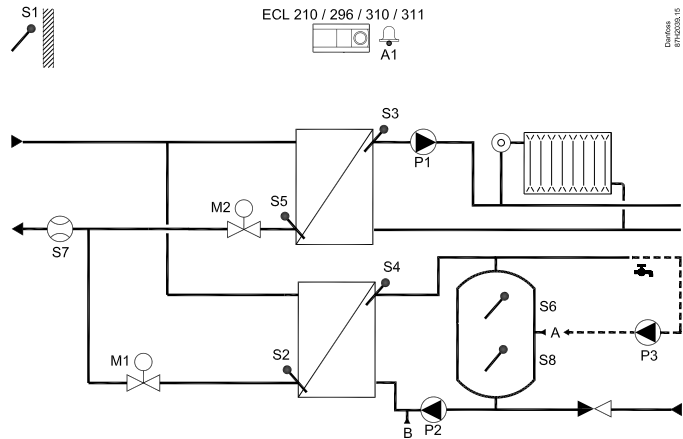 S1
ECL 210 / 296 / 310 / 311
A1
Danfoss
87H2039.15
S3
P1
S5
M2
S7
S4
S6
A
S8
P3
M1
S2
P2
B